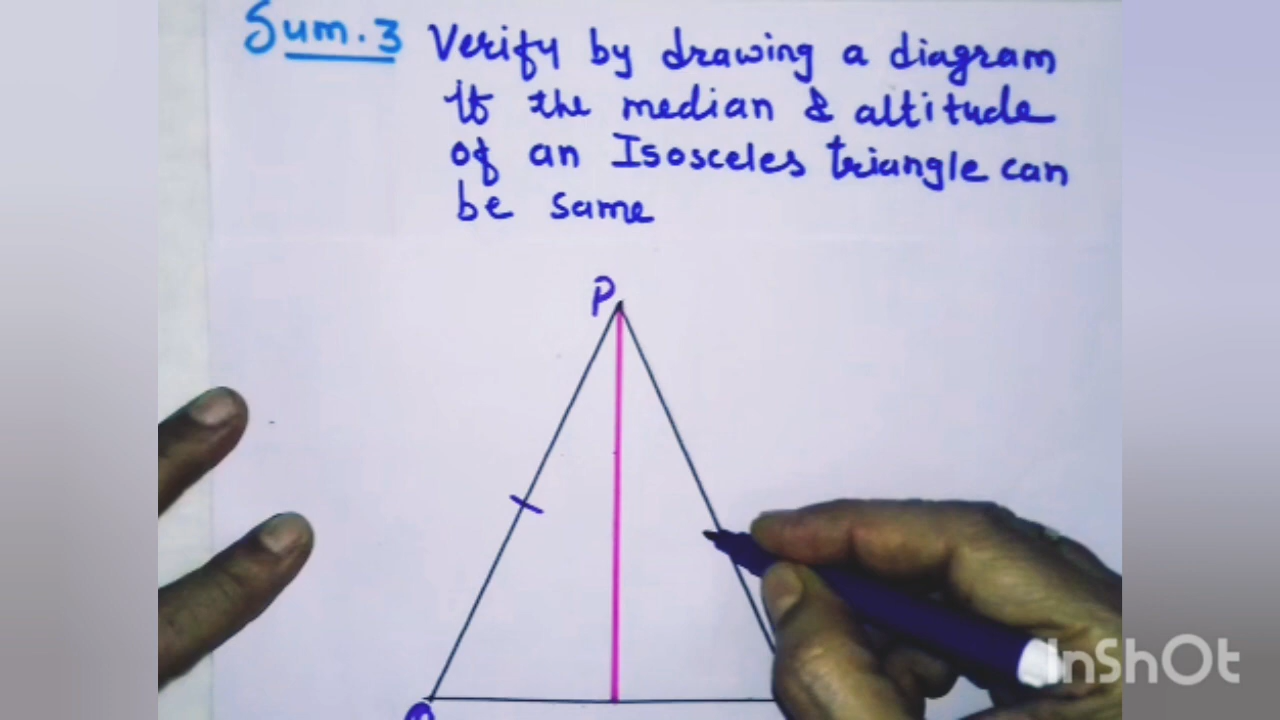 Sum.3 Verify by drawing a diagram
If the median & altitude
of an Isosceles triangle can
be same
P
InShOt